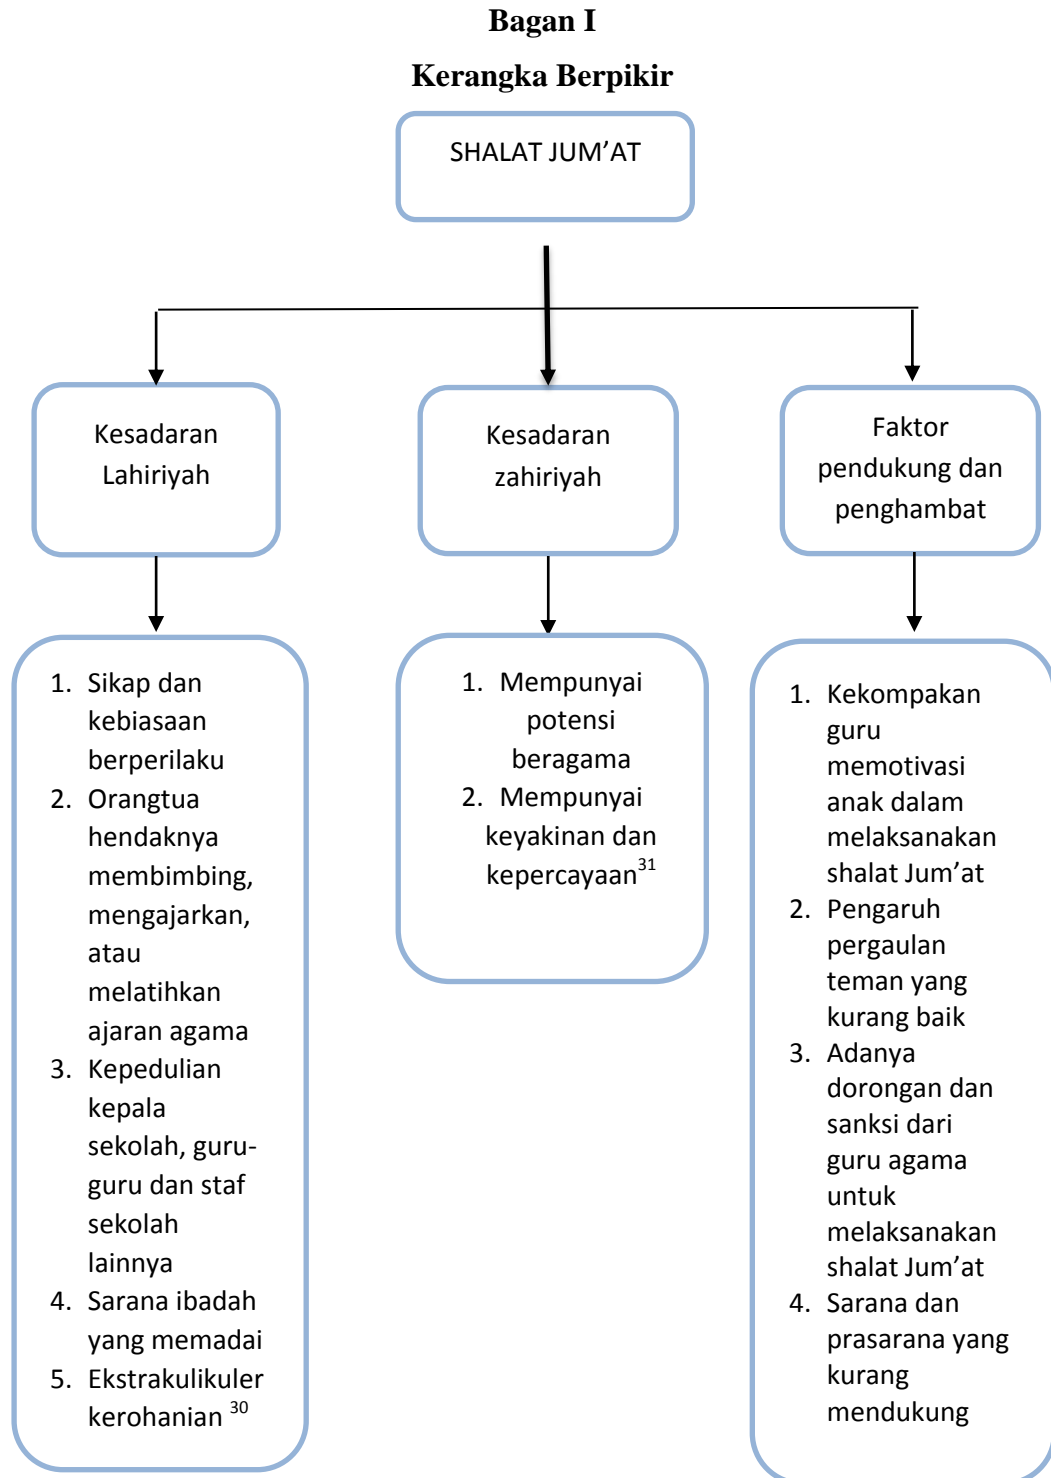 Bagan I
Kerangka Berpikir
SHALAT JUM’AT
Kesadaran
Lahiriyah
Kesadaran
zahiriyah
Faktor
pendukung dan
penghambat
1. Sikap dan
kebiasaan
berperilaku
2. Orangtua
hendaknya
membimbing,
mengajarkan,
atau
melatihkan
ajaran agama
3. Kepedulian
kepala
sekolah, guru-
guru dan staf
sekolah
lainnya
4. Sarana ibadah
yang memadai
5. Ekstrakulikuler
kerohanian 30
1. Mempunyai
potensi
beragama
2. Mempunyai
keyakinan dan
kepercayaan31
1. Kekompakan
guru
memotivasi
anak dalam
melaksanakan
shalat Jum’at
2. Pengaruh
pergaulan
teman yang
kurang baik
3. Adanya
dorongan dan
sanksi dari
guru agama
untuk
melaksanakan
shalat Jum’at
4. Sarana dan
prasarana yang
kurang
mendukung